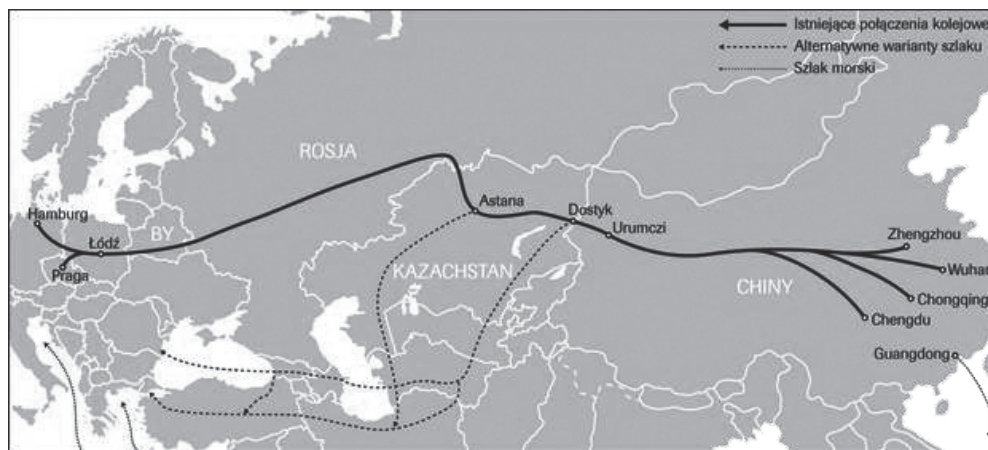 Istniejące połączenia kolejowe
Alternatywne warianty szlaku
Szlak morski
ROSJA
Hamburg
Łódź
BY
Praga
Astana
Dostyk
Urumczi
KAZACHSTAN
CHINY
Zhengzhou
Wuhan
Chongqing
Chengdu
Guangdong